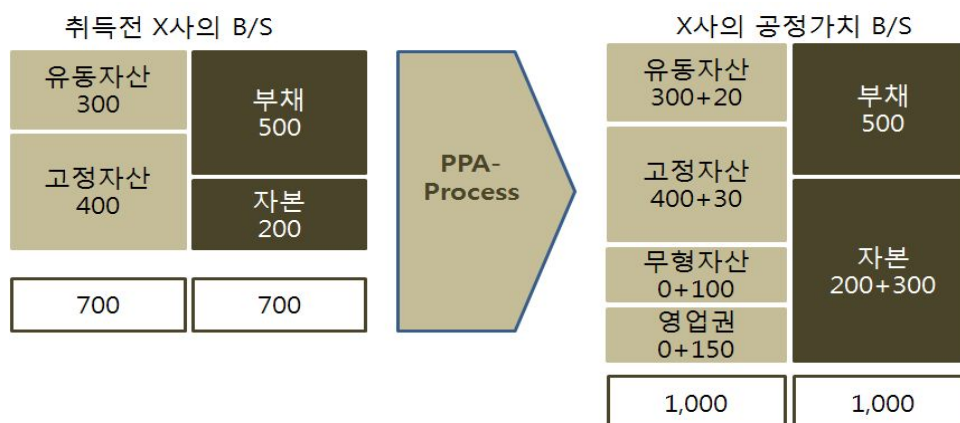 취득전 X사의 B/S
유동자산
300
고정자산
400
부채
500
자본
200
700
700
PPA-
Process
X사의 공정가치 B/S
유동자산
300+20
고정자산
400+30
무형자산
0+100
영업권
0+150
부채
500
자본
200+300
1,000
1,000